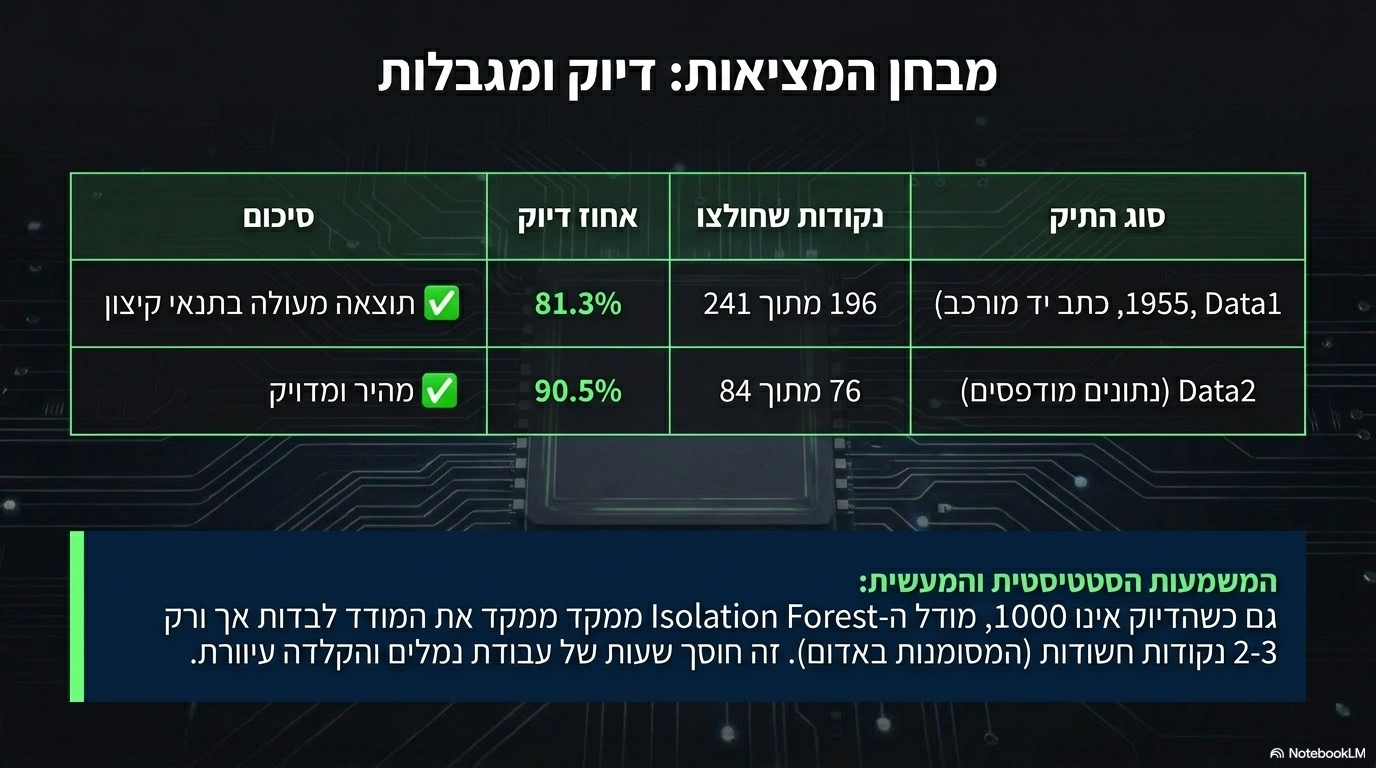 מבחן המציאות: דיוק ומגבלות
סוג התיק
נקודות שחולצו
אחוז דיוק
סיכום
Data1 ,1955, כתב יד מורכב)
196 מתוך 241
81.3%
✅ תוצאה מעולה בתנאי קיצון
Data2 (נתונים מודפסים)
76 מתוך 84
90.5%
✅ מהיר ומדויק
המשמעות הסטטיסטית והמעשית:
גם כשהדיוק אינו 1000, מודל ה-Isolation Forest ממקד ממקד את המודד לבדות אך ורק
2-3 נקודות חשודות (המסומנות באדום). זה חוסך שעות של עבודת נמלים והקלדה עיוורת.
NotebookLM